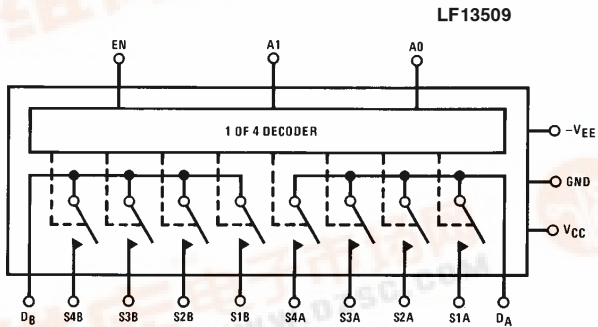 LF13509
EN A1 A0
1 OF 4 DECODER
-VEE
GND
VCC
DB S4B S3B S2B S1B S4A S3A S2A S1A DA